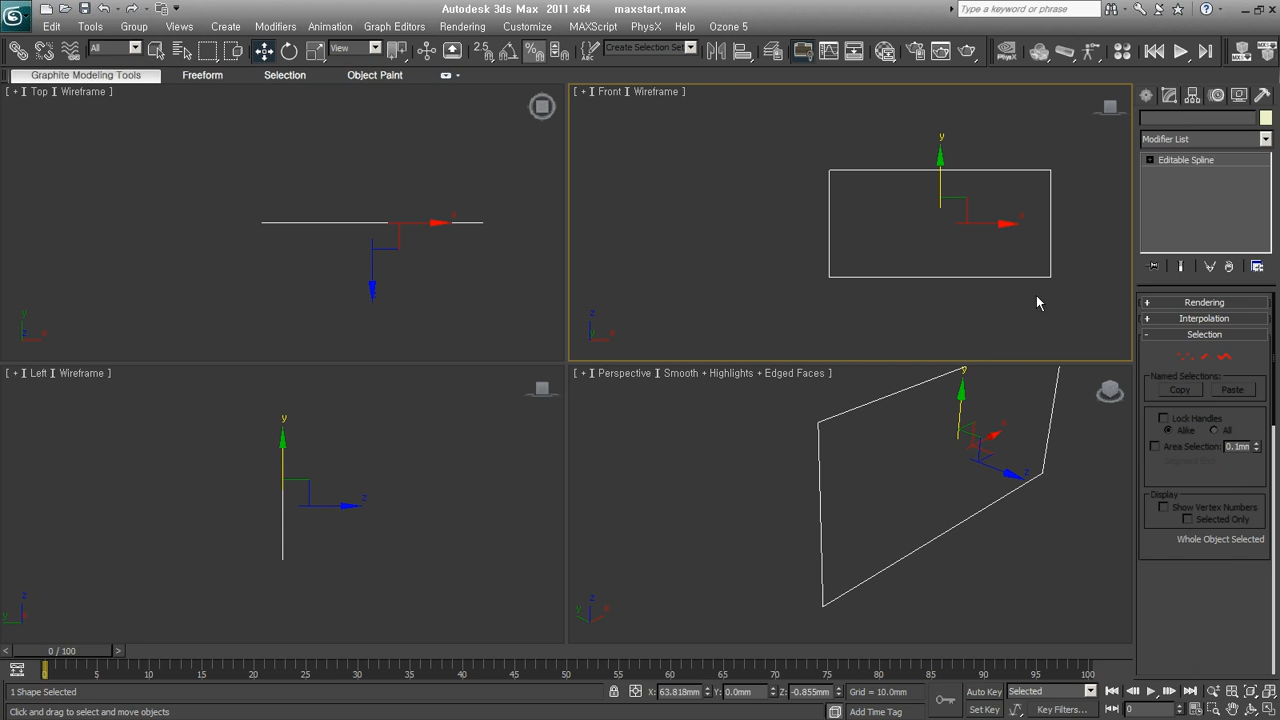 Autodesk 3ds Max 2011 x64 maxstart.max
Type a keyword or phrase
Edit Tools Group Views Create Modifiers Animation Graph Editors Rendering Customize MAXScript PhysX Ozone 5
All View Create Selection Set PhysX
Graphite Modeling Tools Freeform Selection Object Paint
[ + ] Top ] Wireframe ]
[ + ] Front ] Wireframe ]
Modifier List
Editable Spline
y
x
z
x
Rendering
Interpolation
Selection
Named Selections:
Copy Paste
Lock Handles
Alike All
Area Selection: 0.1mm
Display
Show Vertex Numbers
Selected Only
Whole Object Selected
[ + ] Left ] Wireframe ]
[ + ] Perspective ] Smooth + Highlights + Edged Faces ]
y
z
y
x
z
< 0 / 100 >
0 5 10 15 20 25 30 35 40 45 50 55 60 65 70 75 80 85 90 95 100
1 Shape Selected X: 63.818mm Y: 0.0mm Z: -0.855mm Grid = 10.0mm Auto Key Selected
Click and drag to select and move objects Add Time Tag Set Key Key Filters... 0